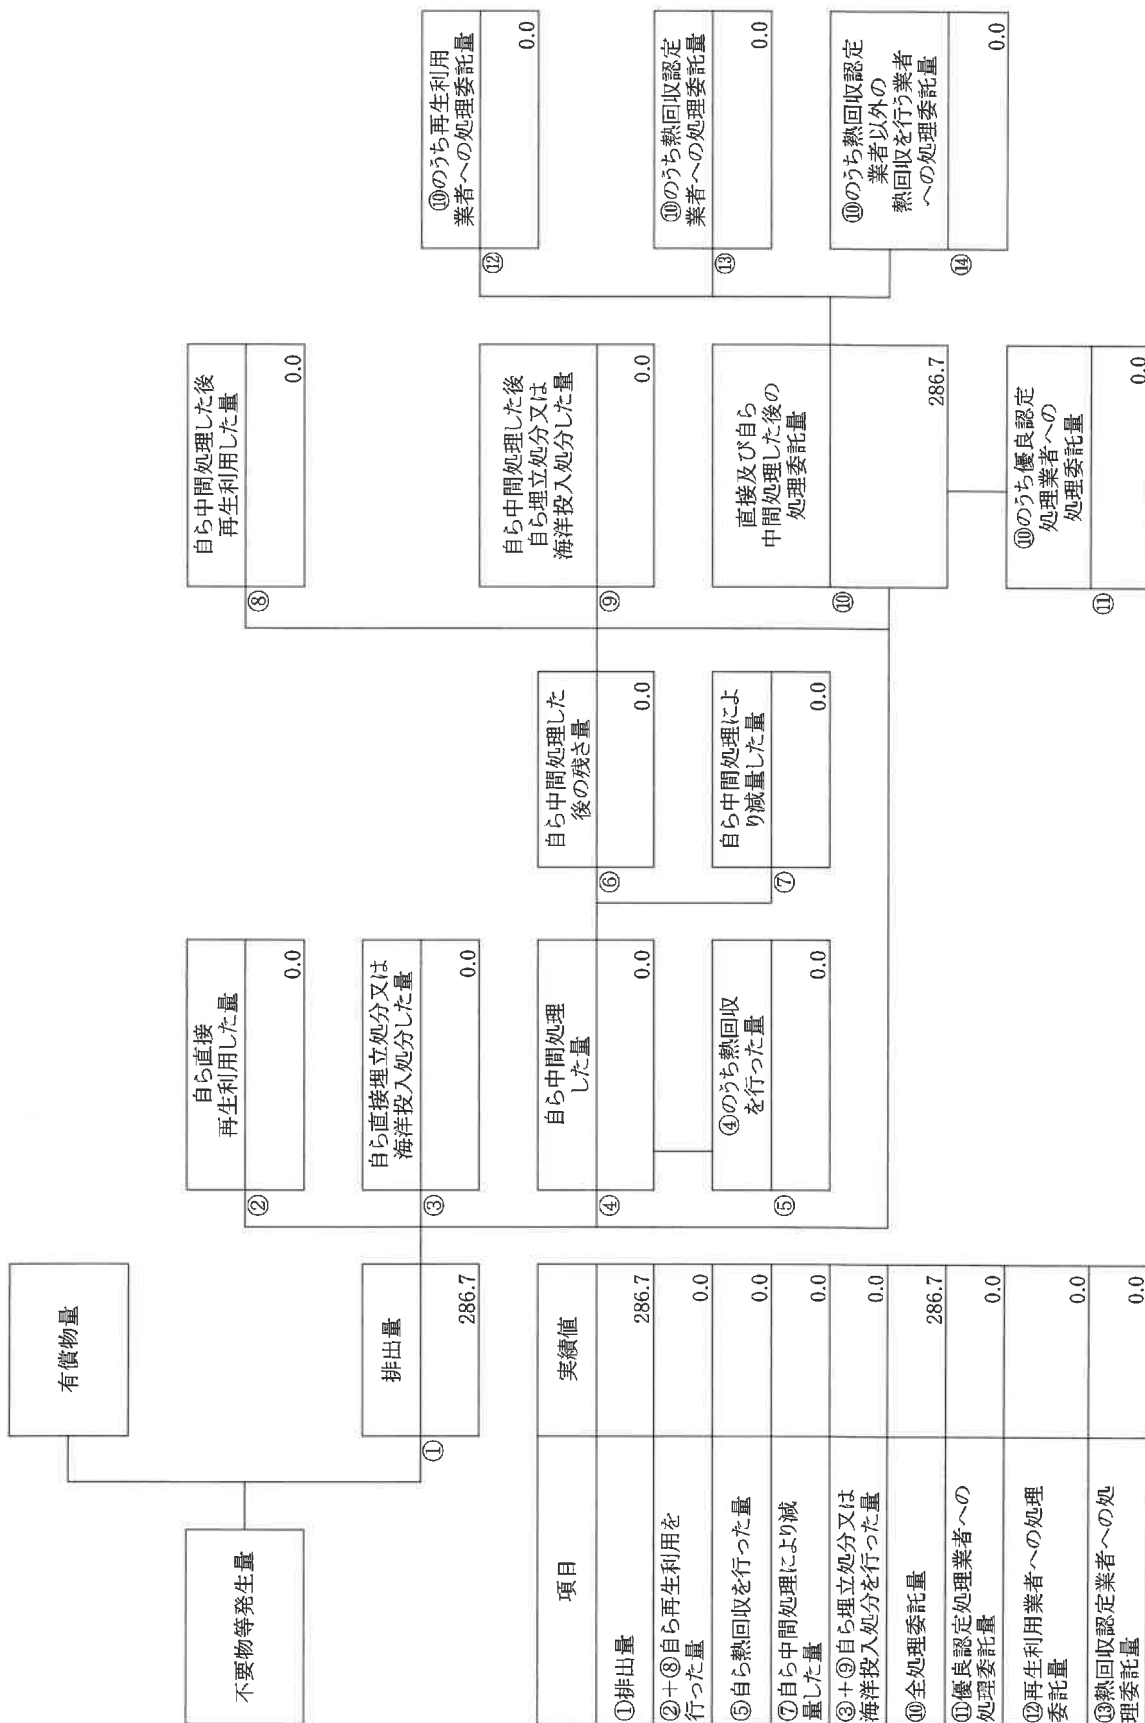 有償物量
不要物等発生量
排出量
①
286.7
自ら直接
再生利用した量
②
0.0
自ら直接埋立処分又は
海洋投入処分した量
③
0.0
自ら中間処理
した量
④
0.0
④のうち熱回収
を行った量
⑤
0.0
自ら中間処理した
後の残さ量
⑥
0.0
自ら中間処理によ
り減量した量
⑦
0.0
自ら中間処理した後
再生利用した量
⑧
0.0
自ら中間処理した後
自ら埋立処分又は
海洋投入処分した量
⑨
0.0
直接及び自ら
中間処理した後の
処理委託量
⑩
286.7
⑩のうち優良認定
処理業者への
処理委託量
⑪
0.0
⑩のうち再生利用
業者への処理委託量
⑫
0.0
⑩のうち熱回収認定
業者への処理委託量
⑬
0.0
⑩のうち熱回収認定
業者以外の
熱回収を行う業者
への処理委託量
⑭
0.0
項目 実績値
①排出量 286.7
②+⑧自ら再生利用を
行った量 0.0
⑤自ら熱回収を行った量 0.0
⑦自ら中間処理により減
量した量 0.0
③+⑨自ら埋立処分又は
海洋投入処分を行った量 0.0
⑩全処理委託量 286.7
⑪優良認定処理業者への
処理委託量 0.0
⑫再生利用業者への処理
委託量 0.0
⑬熱回収認定業者への処
理委託量 0.0